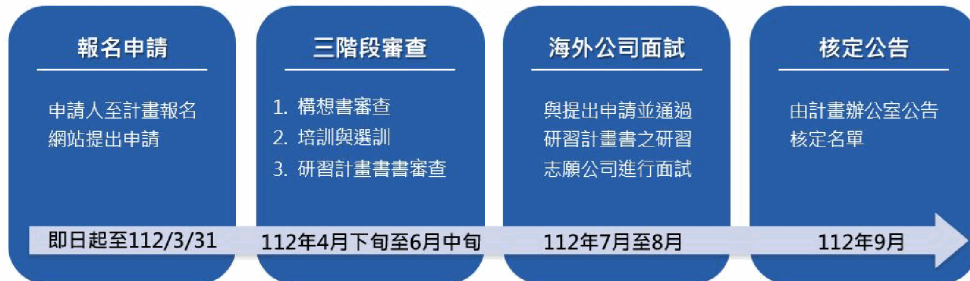 報名申請
申請人至計畫報名
網站提出申請
即日起至112/3/31
三階段審查
1. 構想書審查
2. 培訓與選訓
3. 研習計畫書書審查
112年4月下旬至6月中旬
海外公司面試
與提出申請並通過
研習計畫書之研習
志願公司進行面試
112年7月至8月
核定公告
由計畫辦公室公告
核定名單
112年9月